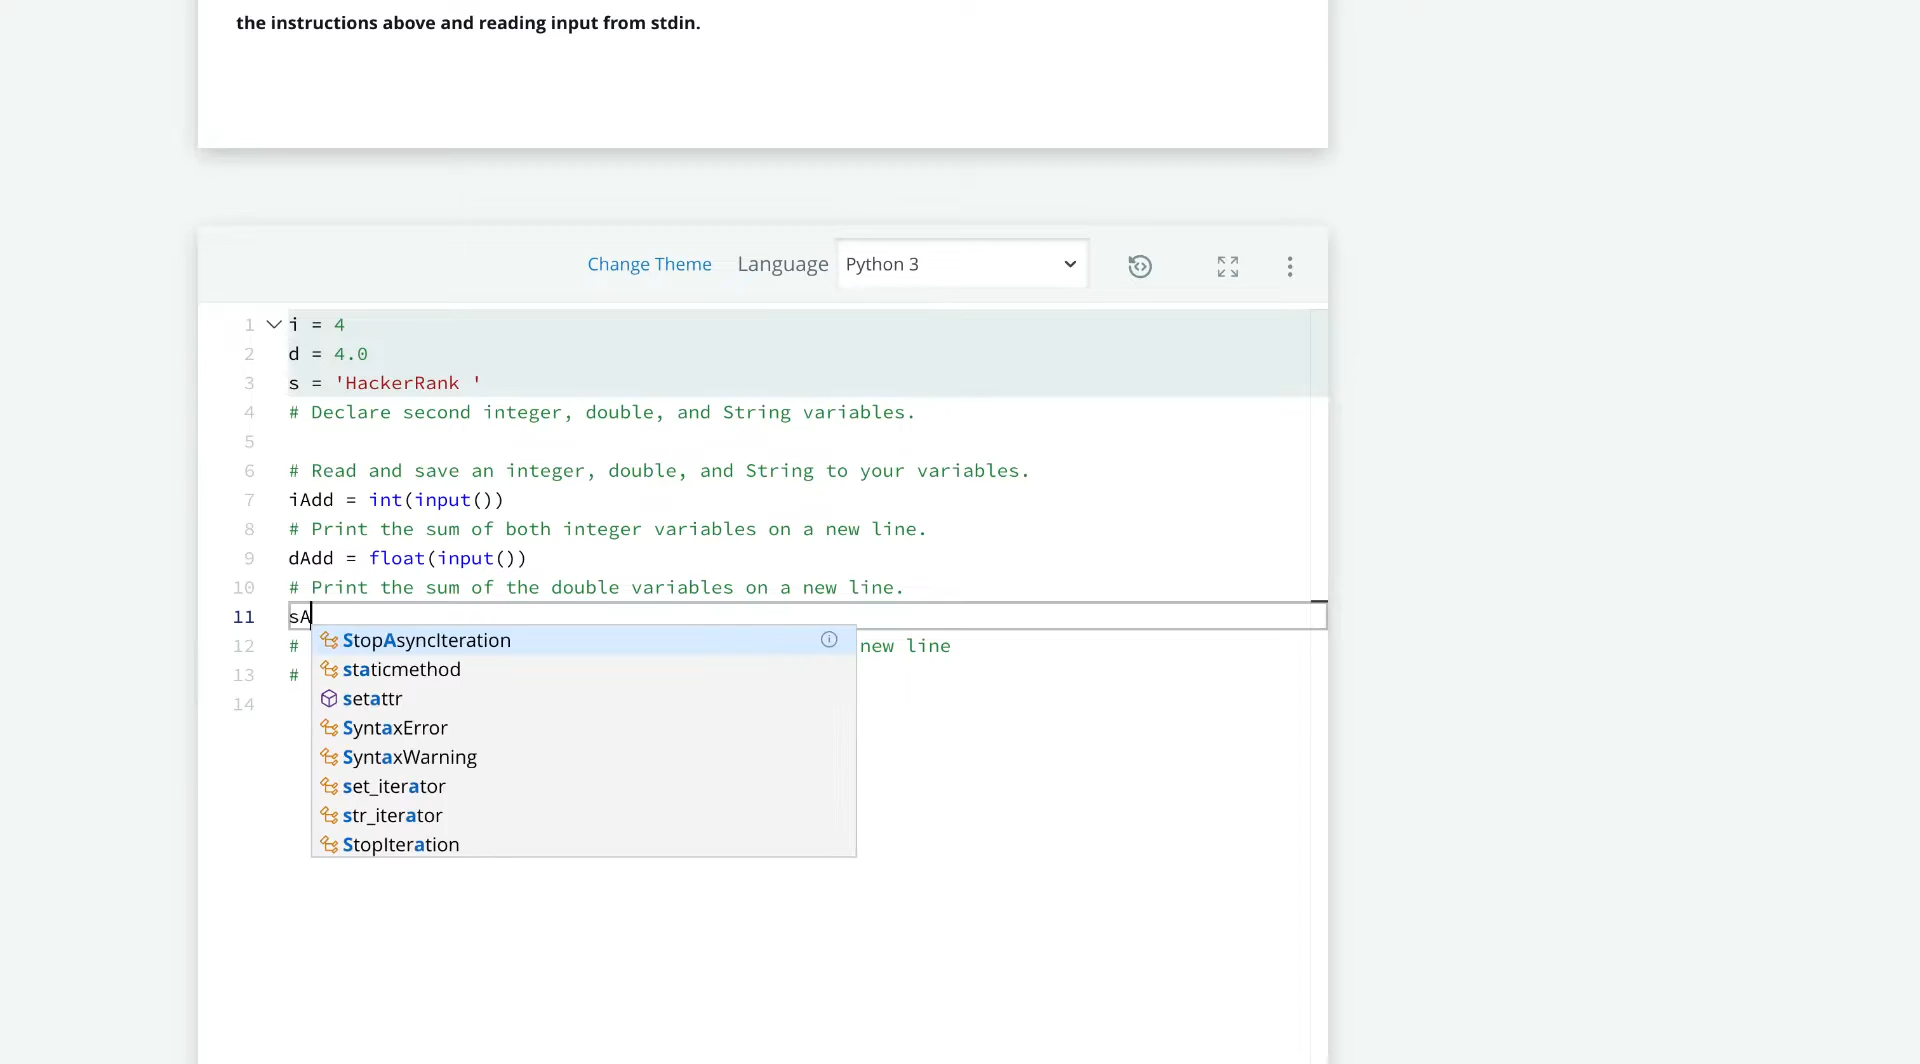 the instructions above and reading input from stdin.
Change Theme Language Python 3
1 i = 4
2 d = 4.0
3 s = 'HackerRank '
4 # Declare second integer, double, and String variables.
5
6 # Read and save an integer, double, and String to your variables.
7 iAdd = int(input())
8 # Print the sum of both integer variables on a new line.
9 dAdd = float(input())
10 # Print the sum of the double variables on a new line.
11 sA
StopAsyncIteration
12 # new line
staticmethod
13 #
setattr
14
SyntaxError
SyntaxWarning
set_iterator
str_iterator
StopIteration